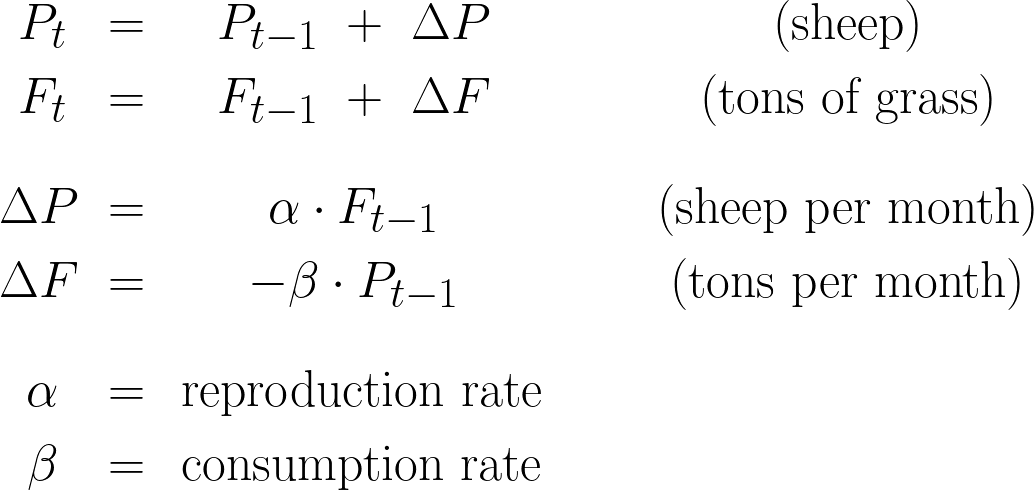 P_t = P_{t−1} + ΔP (sheep)
F_t = F_{t−1} + ΔF (tons of grass)
ΔP = α · F_{t−1} (sheep per month)
ΔF = −β · P_{t−1} (tons per month)
α = reproduction rate
β = consumption rate